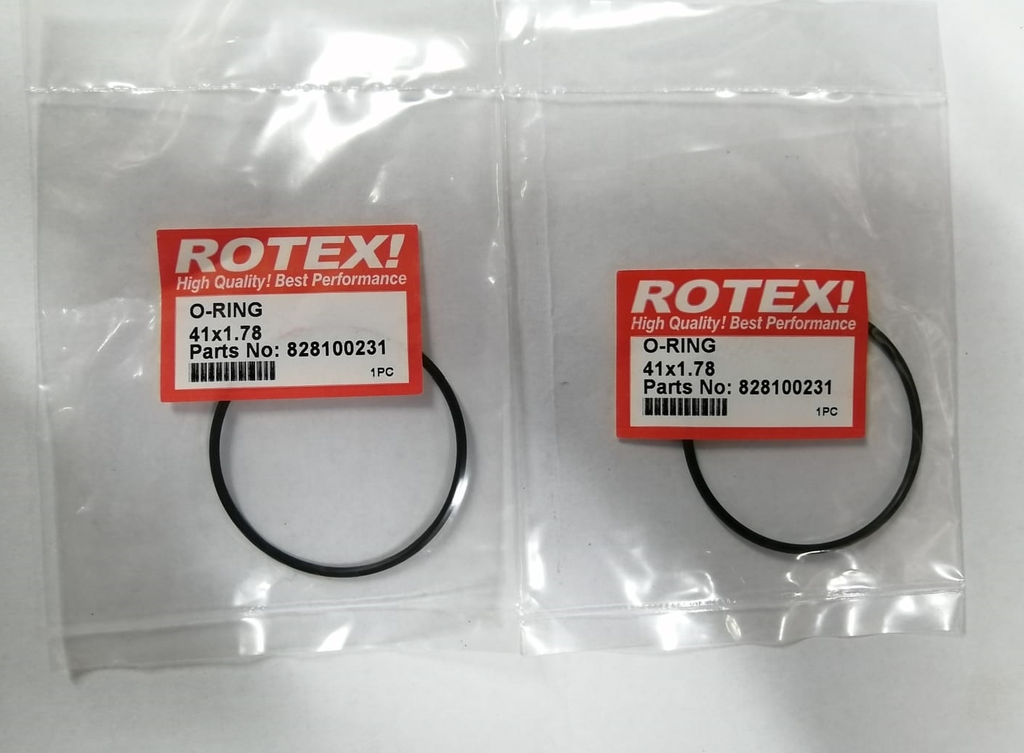 ROTEX!
High Quality! Best Performance
O-RING
41x1.78
Parts No: 828100231
1PC
ROTEX!
High Quality! Best Performance
O-RING
41x1.78
Parts No: 828100231
1PC